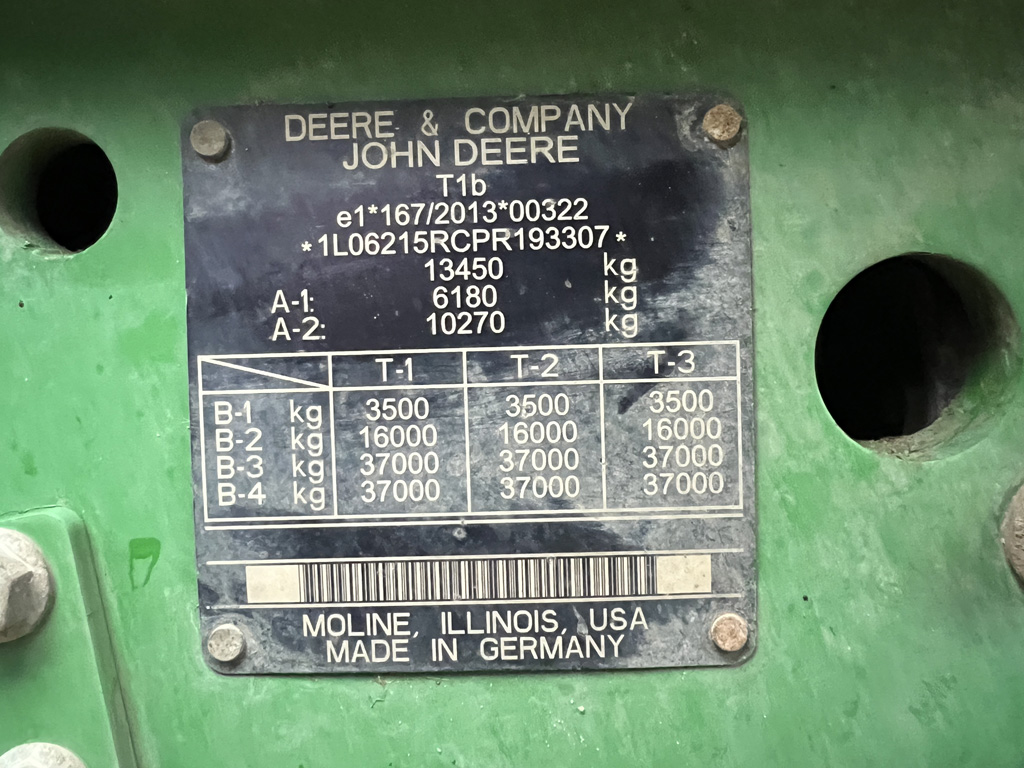 DEERE & COMPANY
JOHN DEERE
T1b
e1*167/2013*00322
*1L06215RCPR193307*
13450 kg
A-1: 6180 kg
A-2: 10270 kg
T-1 T-2 T-3
B-1 kg 3500 3500 3500
B-2 kg 16000 16000 16000
B-3 kg 37000 37000 37000
B-4 kg 37000 37000 37000
MOLINE, ILLINOIS, USA
MADE IN GERMANY